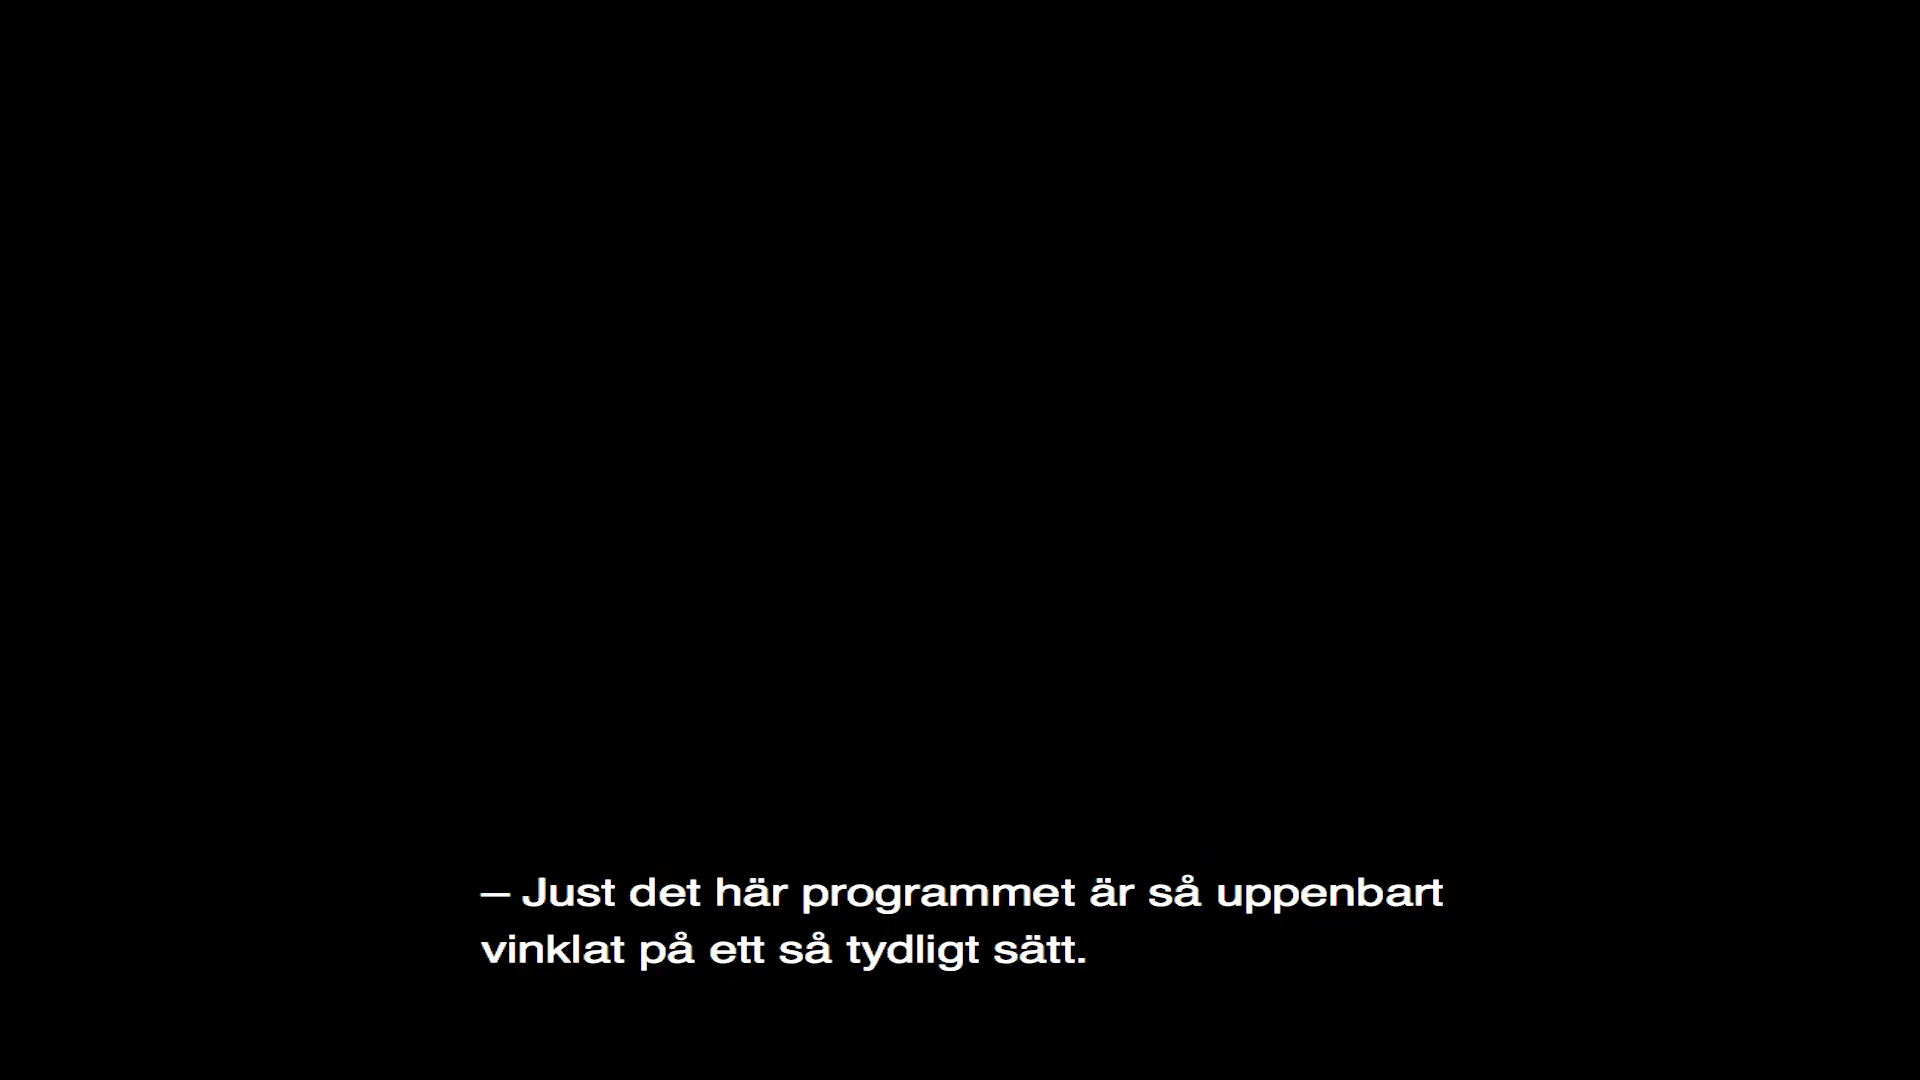 – Just det här programmet är så uppenbart
vinklat på ett så tydligt sätt.